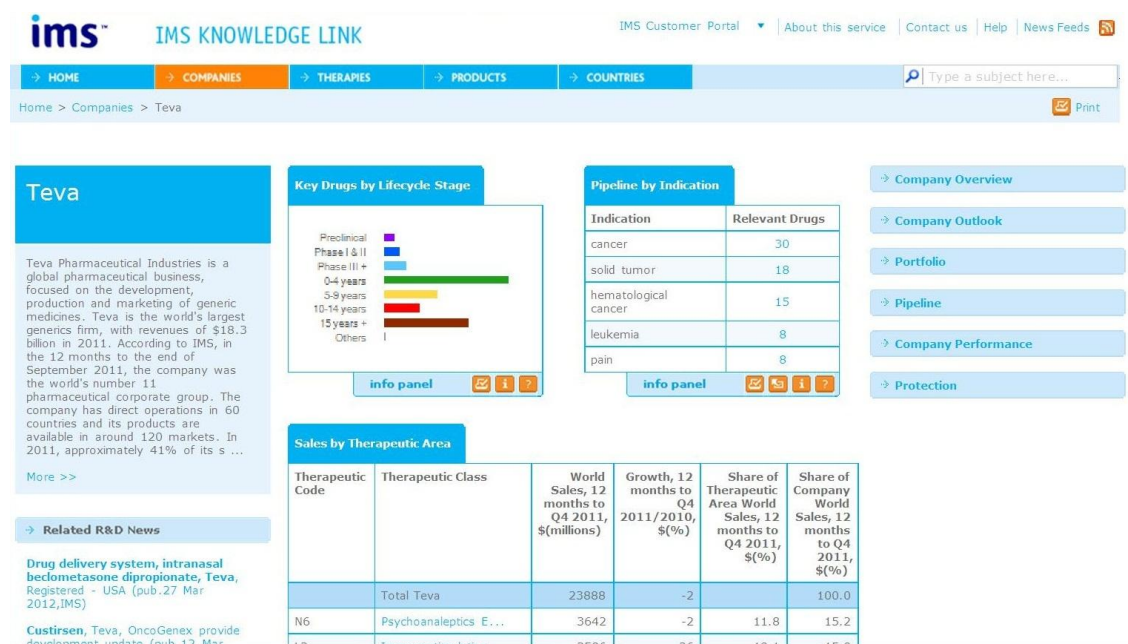 ims™
IMS KNOWLEDGE LINK
IMS Customer Portal
About this service
Contact us
Help
News Feeds
HOME
COMPANIES
THERAPIES
PRODUCTS
COUNTRIES
Type a subject here...
Home > Companies > Teva
Print
Teva
Teva Pharmaceutical Industries is a
global pharmaceutical business,
focused on the development,
production and marketing of generic
medicines. Teva is the world's largest
generics firm, with revenues of $18.3
billion in 2011. According to IMS, in
the 12 months to the end of
September 2011, the company was
the world's number 11
pharmaceutical corporate group. The
company has direct operations in 60
countries and its products are
available in around 120 markets. In
2011, approximately 41% of its s ...
More >>
Related R&D News
Drug delivery system, intranasal
beclometasone dipropionate, Teva,
Registered - USA (pub.27 Mar
2012,IMS)
Custirsen, Teva, OncoGenex provide
development update (pub.12 Mar
Key Drugs by Lifecycle Stage
Preclinical
Phase I & II
Phase III +
0-4 years
5-9 years
10-14 years
15 years +
Others
info panel
Pipeline by Indication
Indication Relevant Drugs
cancer 30
solid tumor 18
hematological
cancer 15
leukemia 8
pain 8
info panel
Company Overview
Company Outlook
Portfolio
Pipeline
Company Performance
Protection
Sales by Therapeutic Area
Therapeutic
Code
Therapeutic Class
World
Sales, 12
months to
Q4 2011,
$(millions)
Growth, 12
months to
Q4
2011/2010,
$(%)
Share of
Therapeutic
Area World
Sales, 12
months to
Q4 2011,
$(%)
Share of
Company
World
Sales, 12
months
to Q4
2011,
$(%)
Total Teva 23888 -2 100.0
N6 Psychoanaleptics E... 3642 -2 11.8 15.2